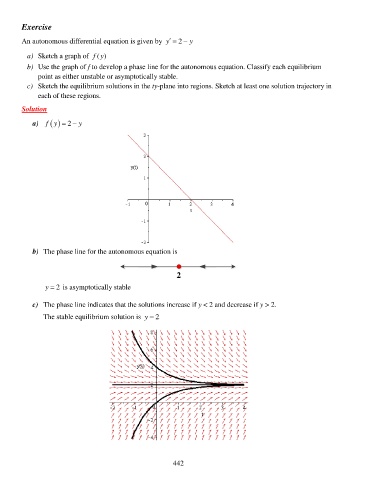 Exercise
An autonomous differential equation is given by y' = 2 − y
a) Sketch a graph of f(y)
b) Use the graph of f to develop a phase line for the autonomous equation. Classify each equilibrium
point as either unstable or asymptotically stable.
c) Sketch the equilibrium solutions in the ty-plane into regions. Sketch at least one solution trajectory in
each of these regions.
Solution
a) f(y) = 2 − y
3
2
y(t)
1
-1 0 1 2 3 4
-1
-2
b) The phase line for the autonomous equation is
2
y = 2 is asymptotically stable
c) The phase line indicates that the solutions increase if y < 2 and decrease if y > 2.
The stable equilibrium solution is y = 2
y(t)
442